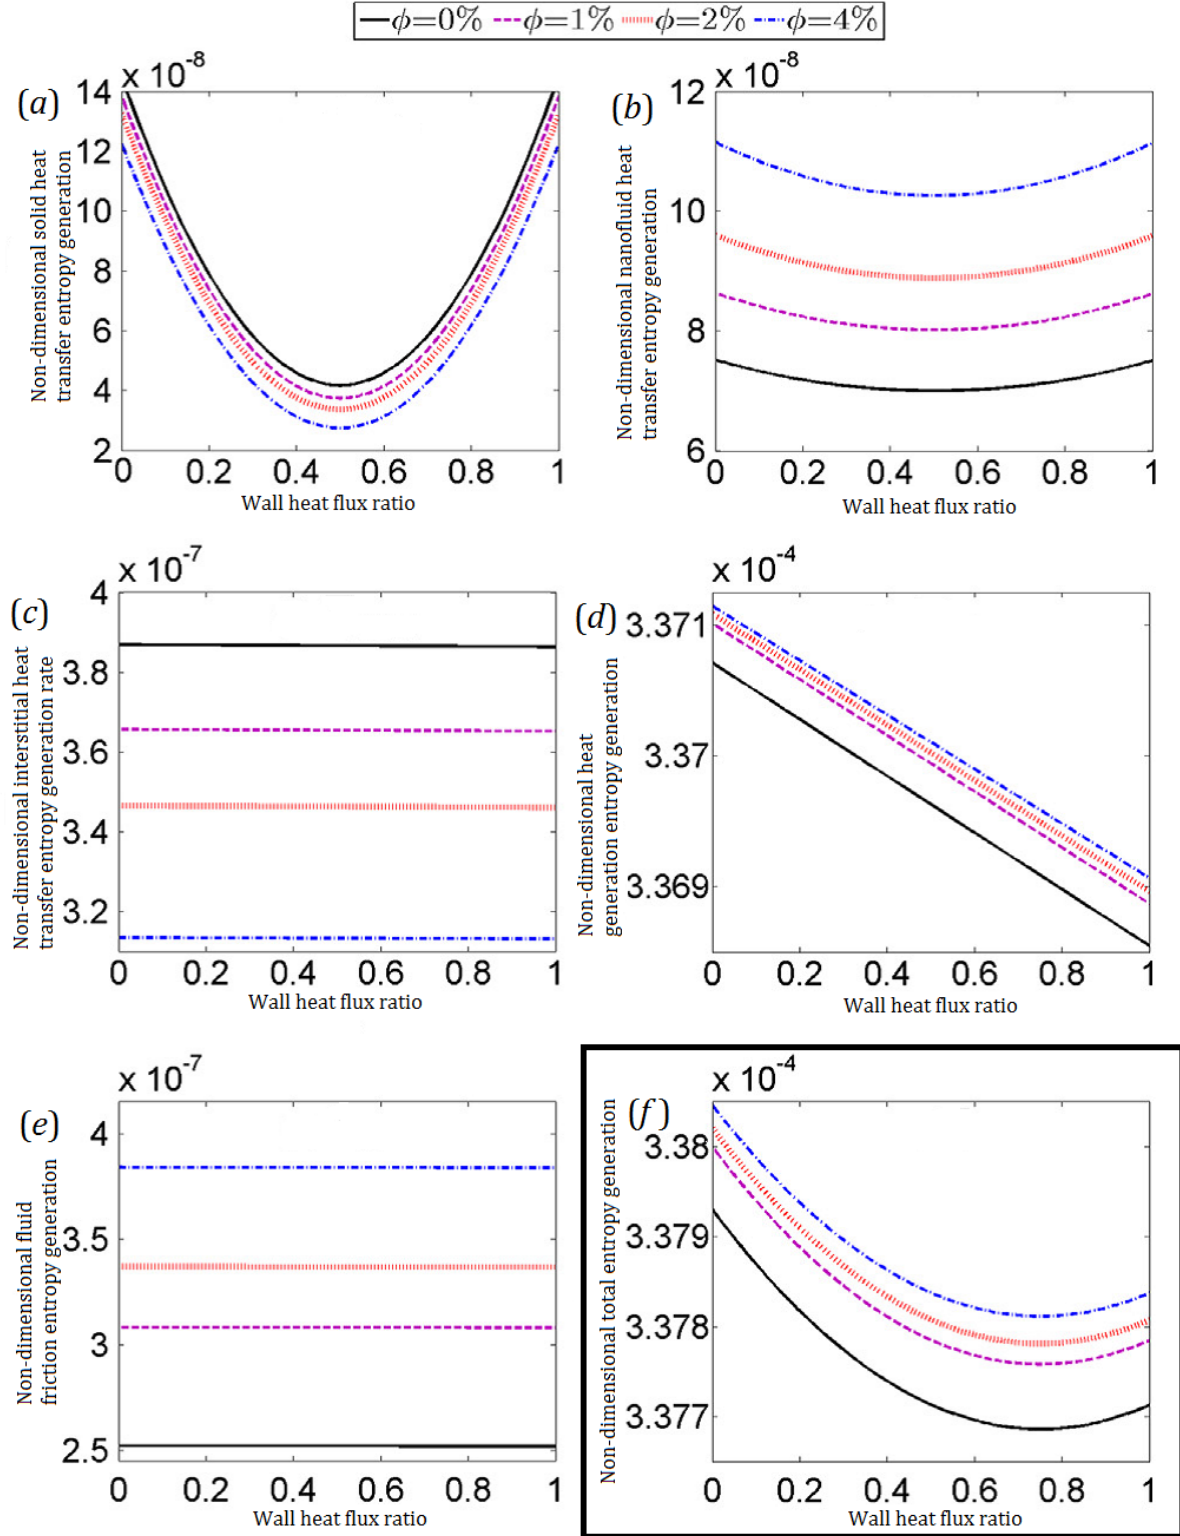 ϕ=0% ϕ=1% ϕ=2% ϕ=4%
(a)
x 10-8
Non-dimensional solid heat
transfer entropy generation
14
12
10
8
6
4
2
0 0.2 0.4 0.6 0.8 1
Wall heat flux ratio
(b)
x 10-8
Non-dimensional nanofluid heat
transfer entropy generation
12
10
8
6
0 0.2 0.4 0.6 0.8 1
Wall heat flux ratio
(c)
x 10-7
Non-dimensional interstitial heat
transfer entropy generation rate
4
3.8
3.6
3.4
3.2
0 0.2 0.4 0.6 0.8 1
Wall heat flux ratio
(d)
x 10-4
Non-dimensional heat
generation entropy generation
3.371
3.37
3.369
0 0.2 0.4 0.6 0.8 1
Wall heat flux ratio
(e)
x 10-7
Non-dimensional fluid
friction entropy generation
4
3.5
3
2.5
0 0.2 0.4 0.6 0.8 1
Wall heat flux ratio
(f)
x 10-4
Non-dimensional total entropy generation
3.38
3.379
3.378
3.377
0 0.2 0.4 0.6 0.8 1
Wall heat flux ratio